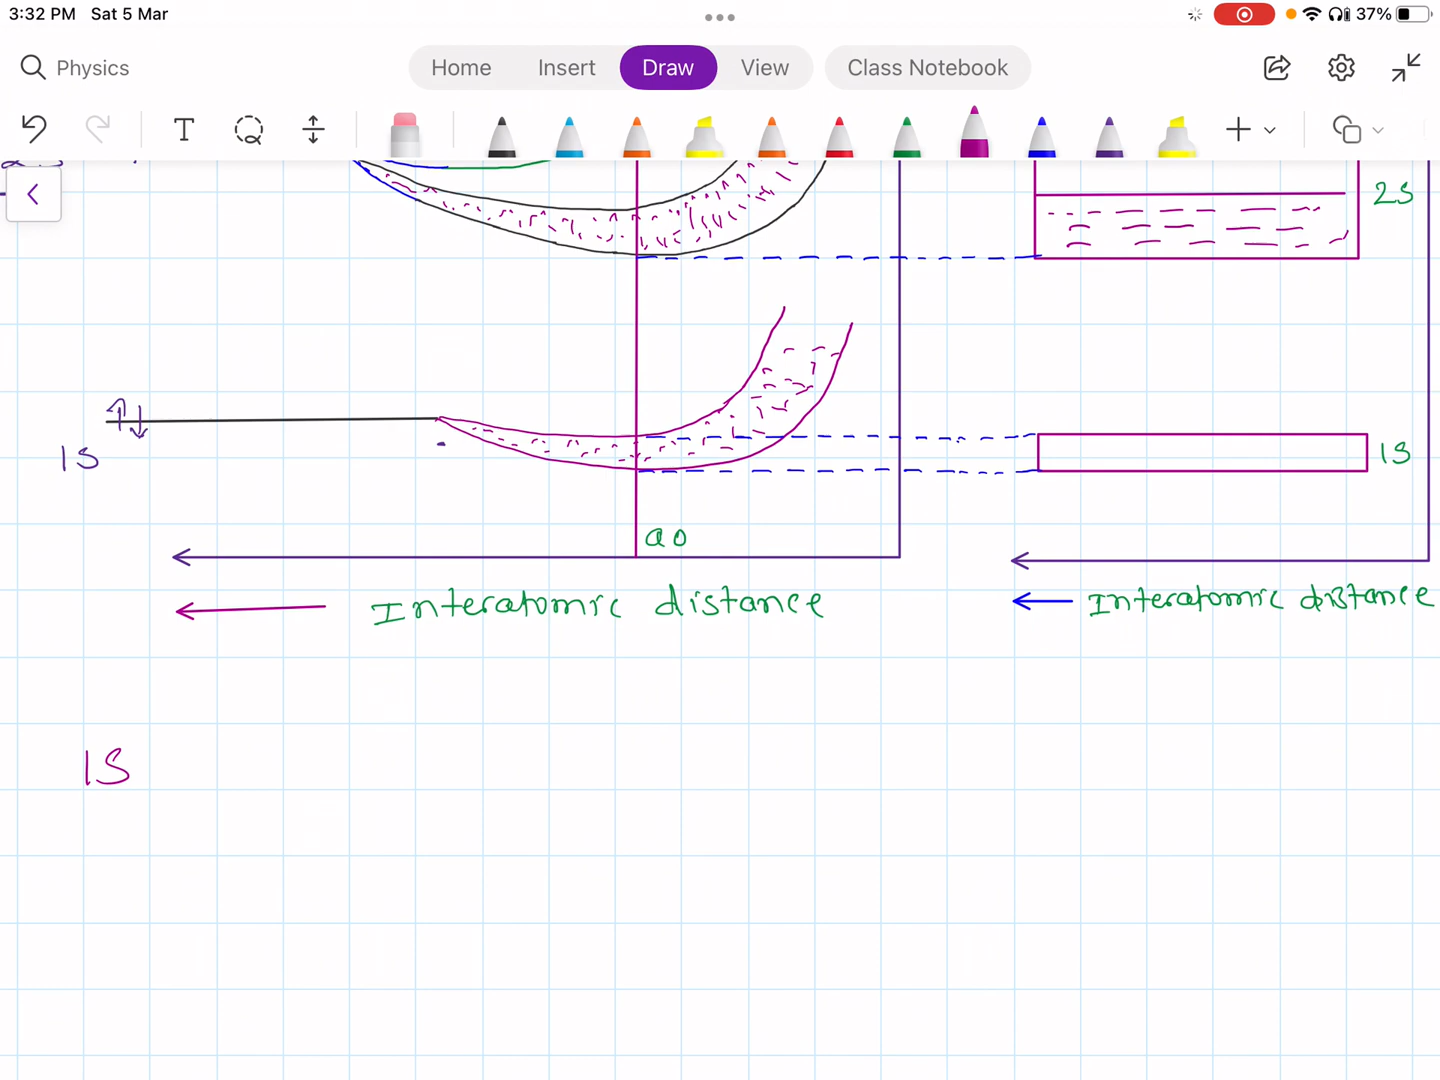 3:32 PM Sat 5 Mar
37%
Physics
Home Insert Draw View Class Notebook
T
2S
1S
1S
a0
Interatomic distance
Interatomic distance
1S